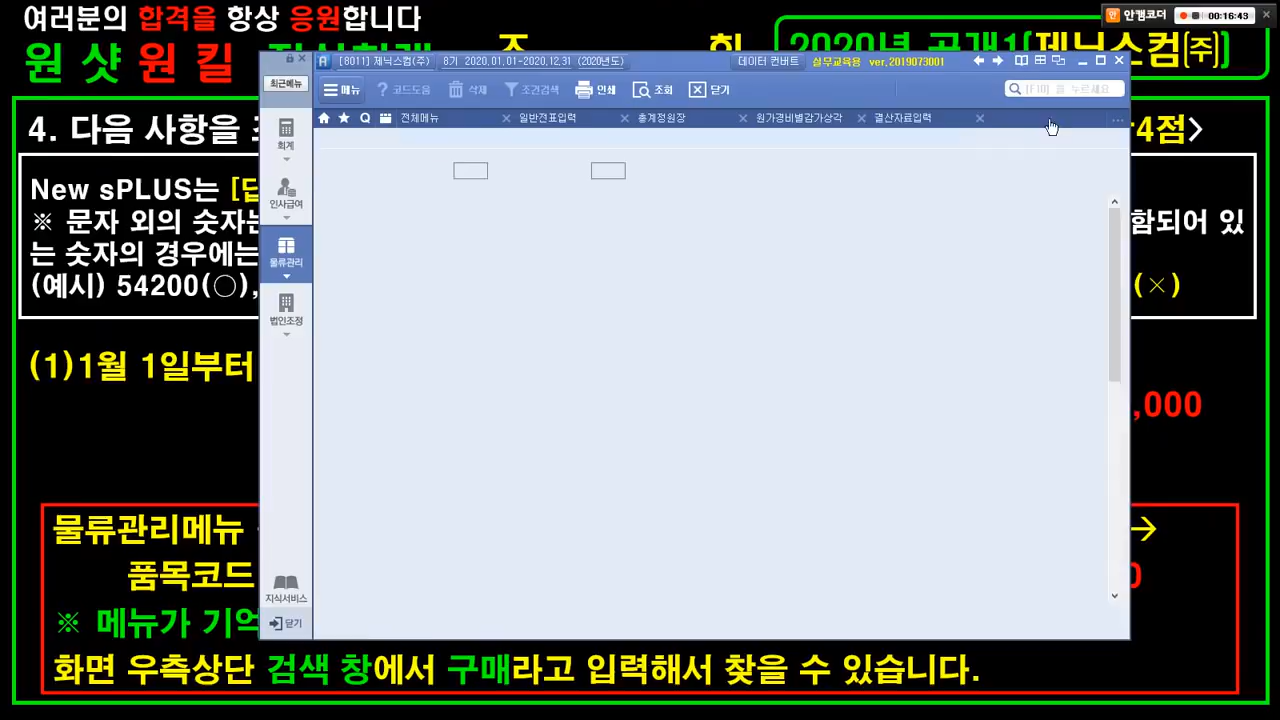 여러분의 합격을 항상 응원합니다
안캠코더 00:16:43
원 샷 원 킬
2020년 공개1[제닉스컴(주)]
[8011] 제닉스컴(주) 8기 2020.01.01~2020.12.31 (2020년도) 데이터 컨버트 실무교육용 ver.2019073001
최근메뉴 메뉴 코드도움 삭제 조건검색 인쇄 조회 닫기 [F10] 을 누르세요
전체메뉴 일반전표입력 총계정원장 원가경비별감가상각 결산자료입력
회계
인사급여
물류관리
법인조정
지식서비스
닫기
4. 다음 사항을
4점>
New sPLUS는
※ 문자 외의 숫자는 함되어 있
는 숫자의 경우에는
(예시) 54200(○), (×)
(1)1월 1일부터
,000
물류관리메뉴 →
품목코드 0
※ 메뉴가 기억
화면 우측상단 검색 창에서 구매라고 입력해서 찾을 수 있습니다.